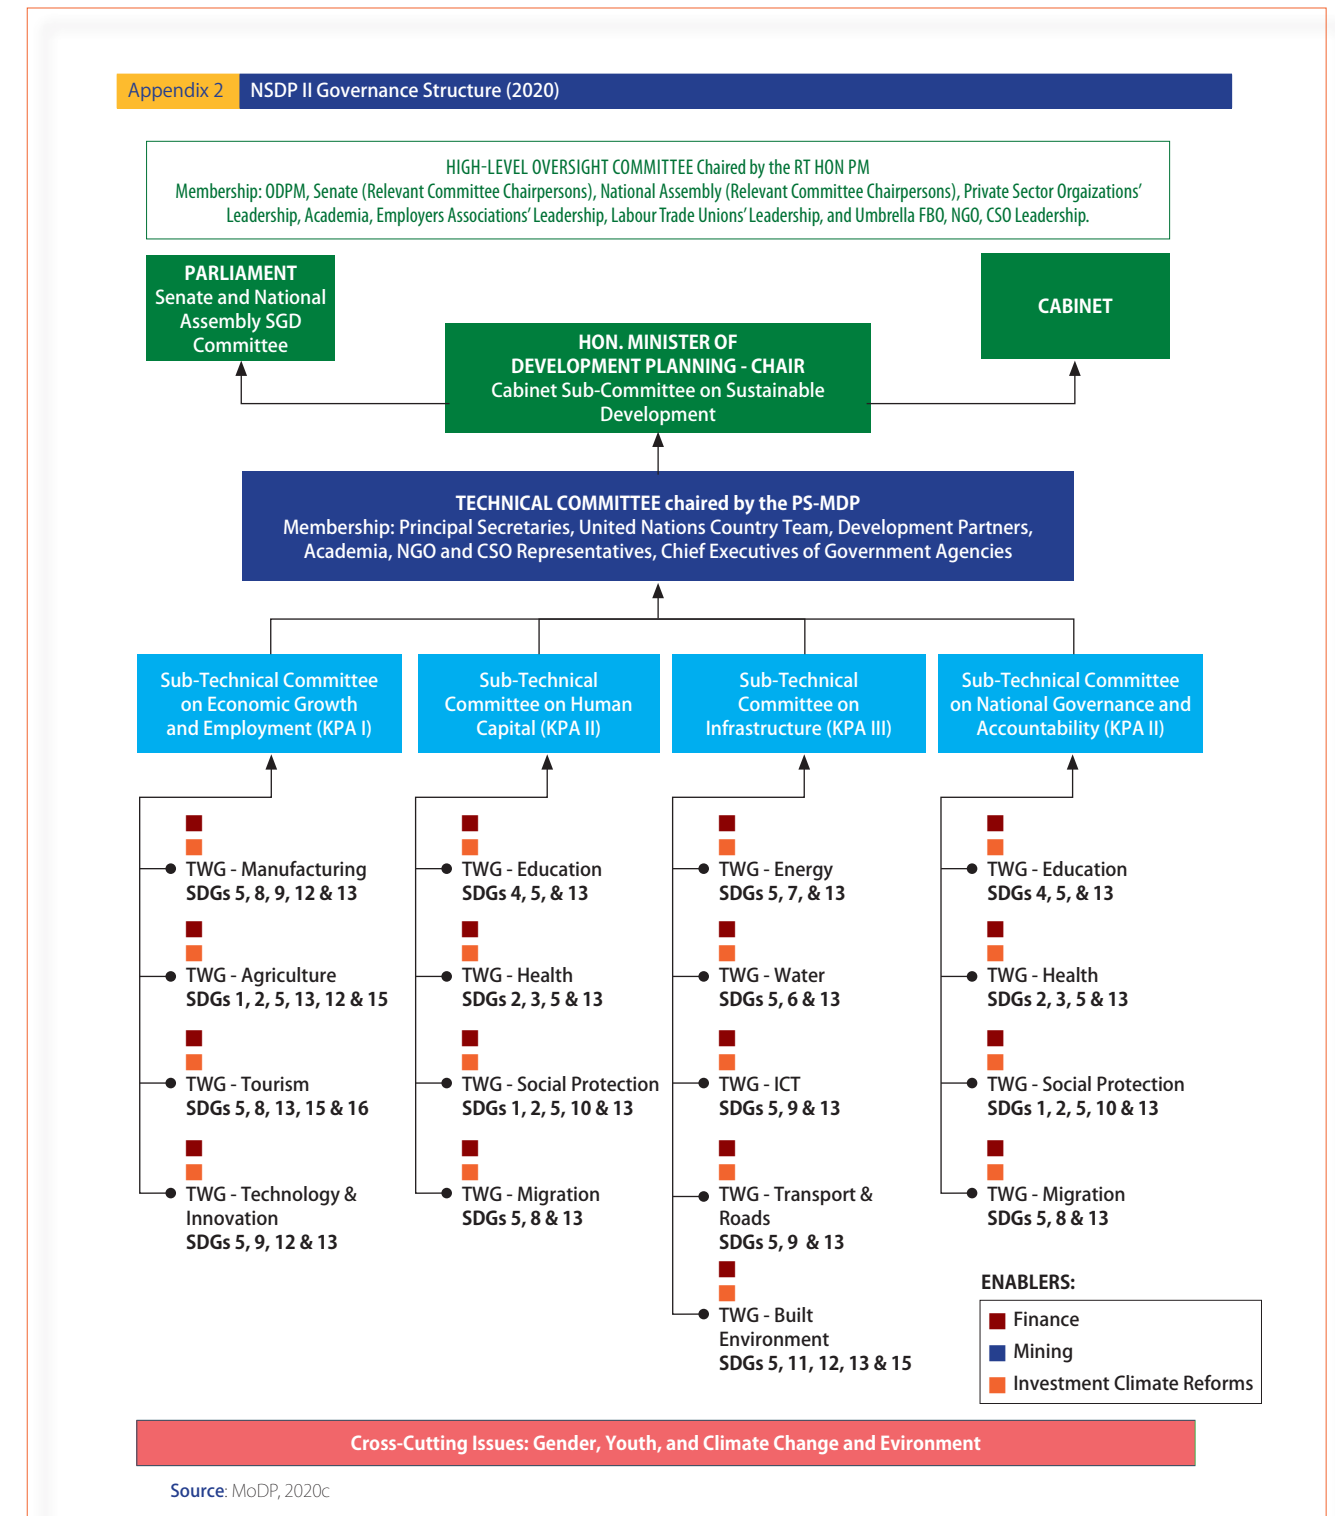 Appendix 2 NSDP II Governance Structure (2020)
HIGH-LEVEL OVERSIGHT COMMITTEE Chaired by the RT HON PM
Membership: ODPM, Senate (Relevant Committee Chairpersons), National Assembly (Relevant Committee Chairpersons), Private Sector Orgaizations'
Leadership, Academia, Employers Associations' Leadership, Labour Trade Unions' Leadership, and Umbrella FBO, NGO, CSO Leadership.
PARLIAMENT
Senate and National
Assembly SGD
Committee
CABINET
HON. MINISTER OF
DEVELOPMENT PLANNING - CHAIR
Cabinet Sub-Committee on Sustainable
Development
TECHNICAL COMMITTEE chaired by the PS-MDP
Membership: Principal Secretaries, United Nations Country Team, Development Partners,
Academia, NGO and CSO Representatives, Chief Executives of Government Agencies
Sub-Technical Committee
on Economic Growth
and Employment (KPA I)
Sub-Technical
Committee on Human
Capital (KPA II)
Sub-Technical
Committee on
Infrastructure (KPA III)
Sub-Technical Committee
on National Governance and
Accountability (KPA II)
TWG - Manufacturing
SDGs 5, 8, 9, 12 & 13
TWG - Agriculture
SDGs 1, 2, 5, 13, 12 & 15
TWG - Tourism
SDGs 5, 8, 13, 15 & 16
TWG - Technology &
Innovation
SDGs 5, 9, 12 & 13
TWG - Education
SDGs 4, 5, & 13
TWG - Health
SDGs 2, 3, 5 & 13
TWG - Social Protection
SDGs 1, 2, 5, 10 & 13
TWG - Migration
SDGs 5, 8 & 13
TWG - Energy
SDGs 5, 7, & 13
TWG - Water
SDGs 5, 6 & 13
TWG - ICT
SDGs 5, 9 & 13
TWG - Transport &
Roads
SDGs 5, 9 & 13
TWG - Built
Environment
SDGs 5, 11, 12, 13 & 15
TWG - Education
SDGs 4, 5, & 13
TWG - Health
SDGs 2, 3, 5 & 13
TWG - Social Protection
SDGs 1, 2, 5, 10 & 13
TWG - Migration
SDGs 5, 8 & 13
ENABLERS:
Finance
Mining
Investment Climate Reforms
Cross-Cutting Issues: Gender, Youth, and Climate Change and Evironment
Source: MoDP, 2020c